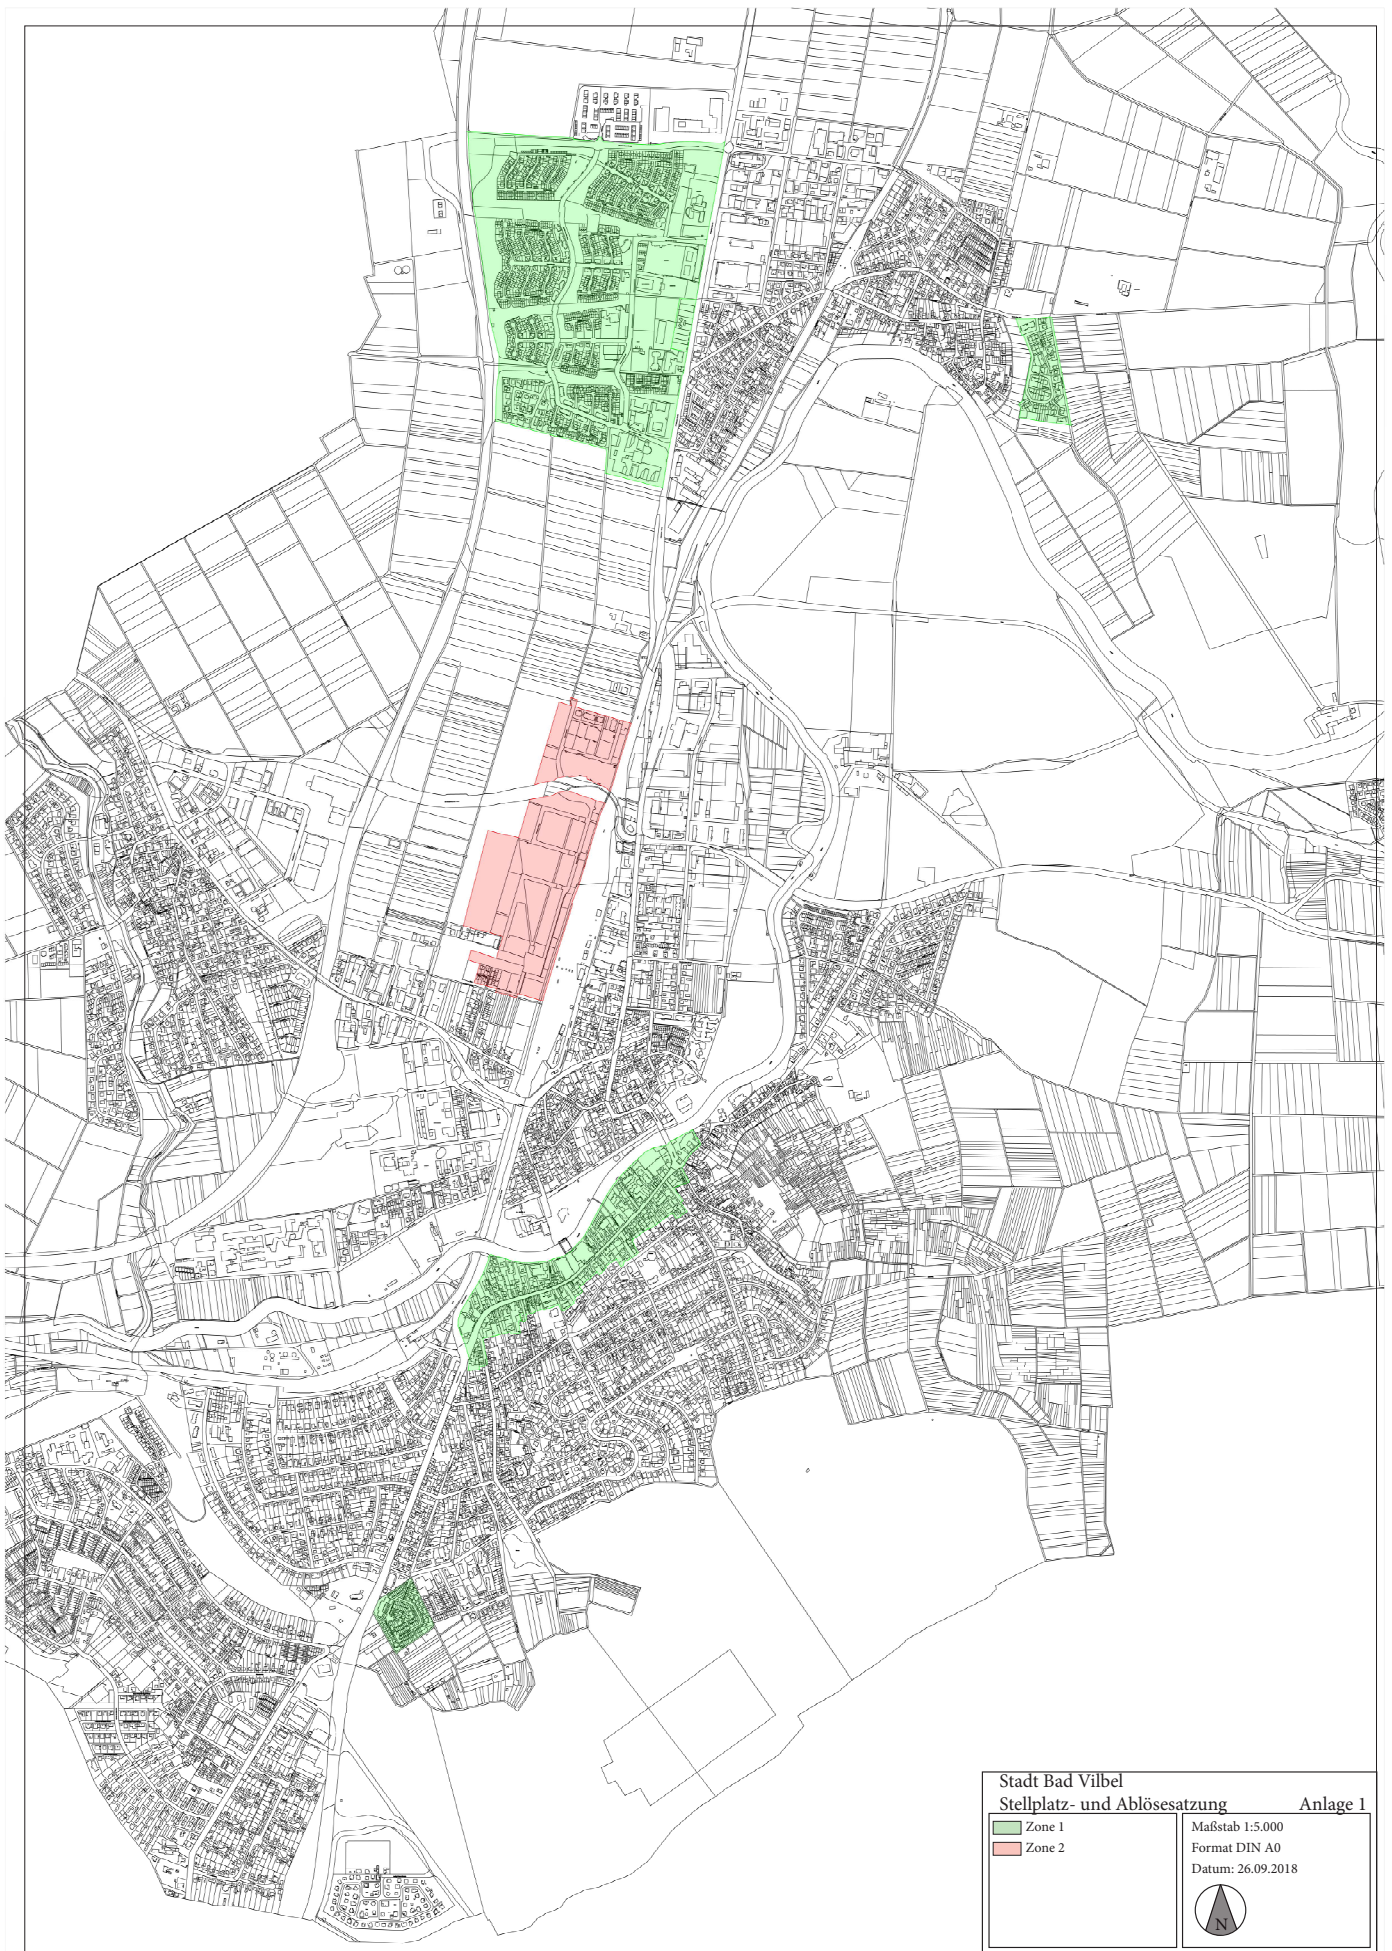 Stadt Bad Vilbel
Stellplatz- und Ablösesatzung Anlage 1
Zone 1
Zone 2
Maßstab 1:5.000
Format DIN A0
Datum: 26.09.2018
N